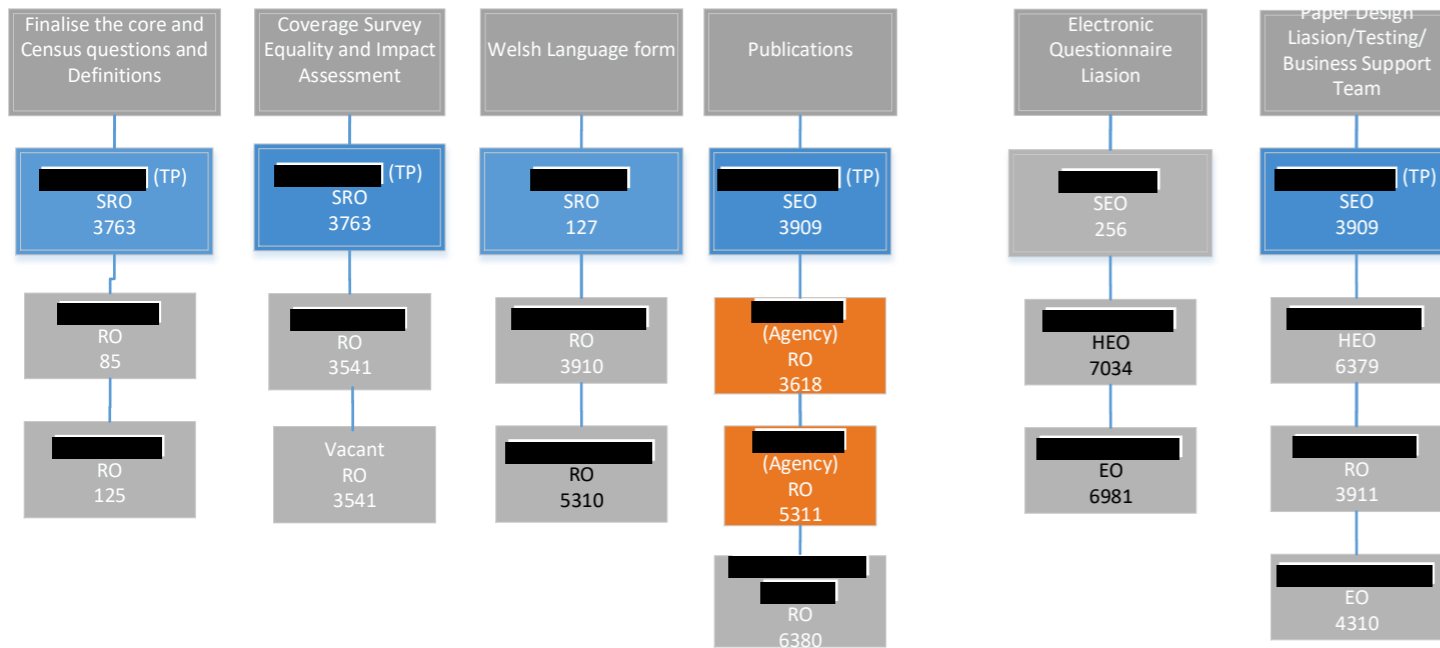 Finalise the core and
Census questions and
Definitions
(TP)
SRO
3763
RO
85
RO
125
Coverage Survey
Equality and Impact
Assessment
(TP)
SRO
3763
RO
3541
Vacant
RO
3541
Welsh Language form
SRO
127
RO
3910
RO
5310
Publications
(TP)
SEO
3909
(Agency)
RO
3618
(Agency)
RO
5311
RO
6380
Electronic
Questionnaire
Liasion
SEO
256
HEO
7034
EO
6981
Paper Design
Liasion/Testing/
Business Support
Team
(TP)
SEO
3909
HEO
6379
RO
3911
EO
4310